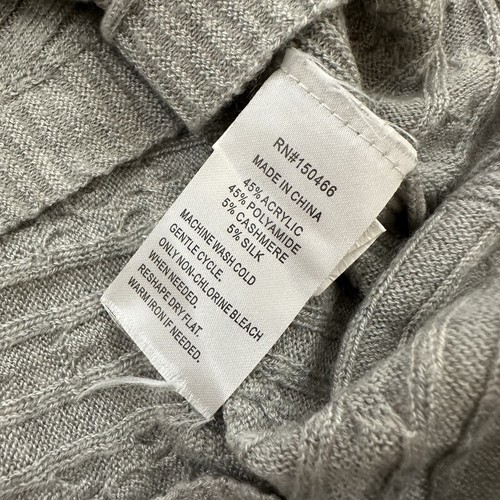 RN#150466
MADE IN CHINA
45% ACRYLIC
45% POLYAMIDE
5% CASHMERE
5% SILK
MACHINE WASH COLD
GENTLE CYCLE.
ONLY NON-CHLORINE BLEACH
WHEN NEEDED.
RESHAPE DRY FLAT.
WARM IRON IF NEEDED.